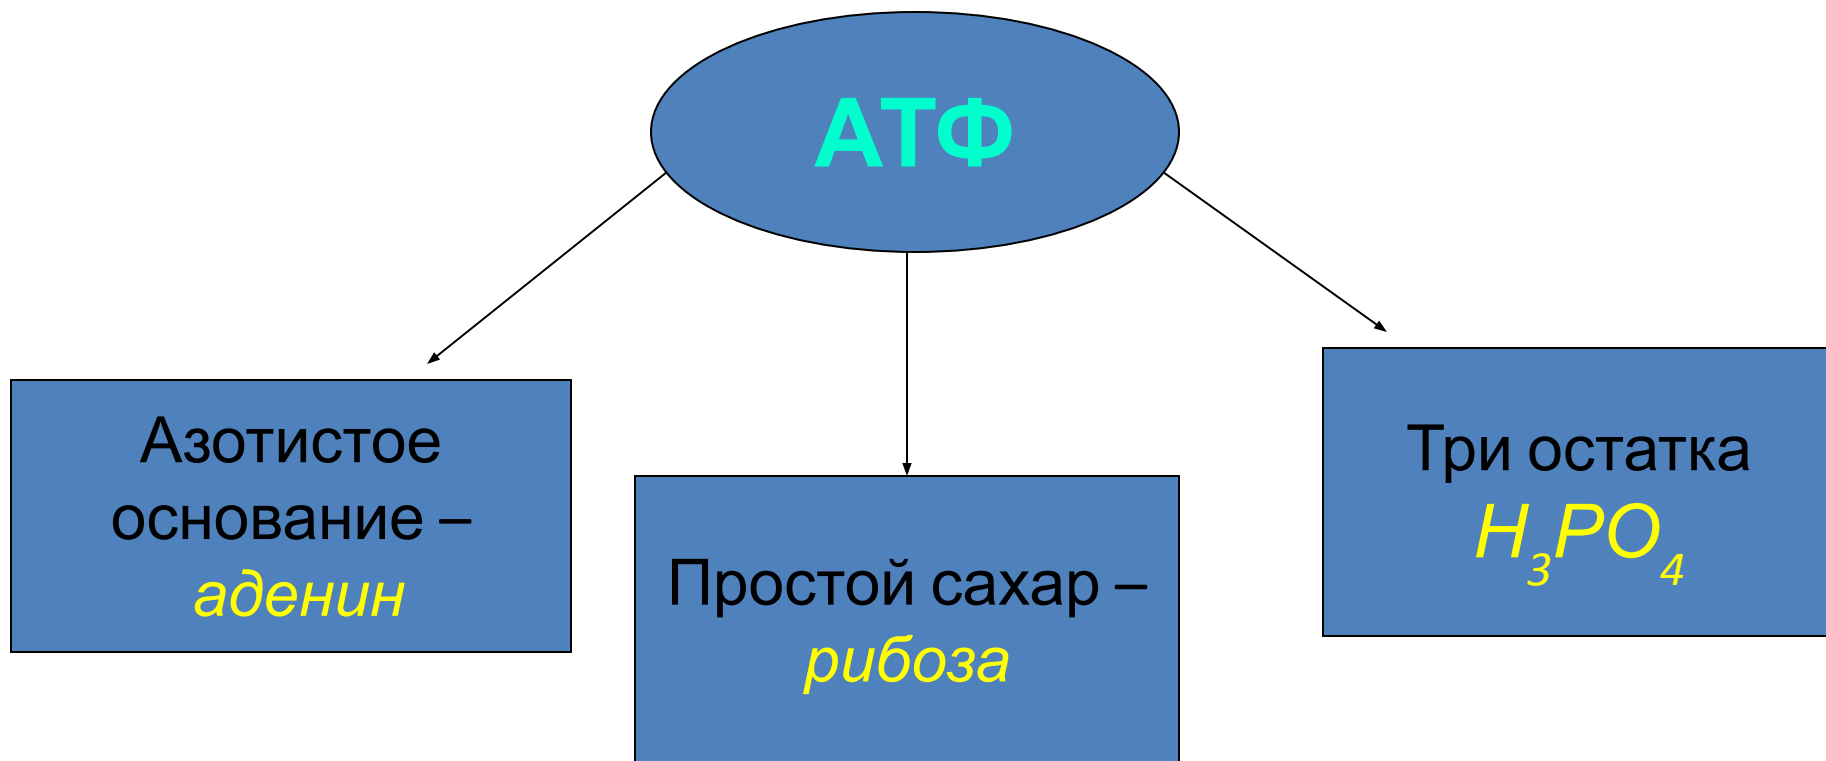 АТФ
Азотистое
основание –
аденин
Простой сахар –
рибоза
Три остатка
H₃PO₄